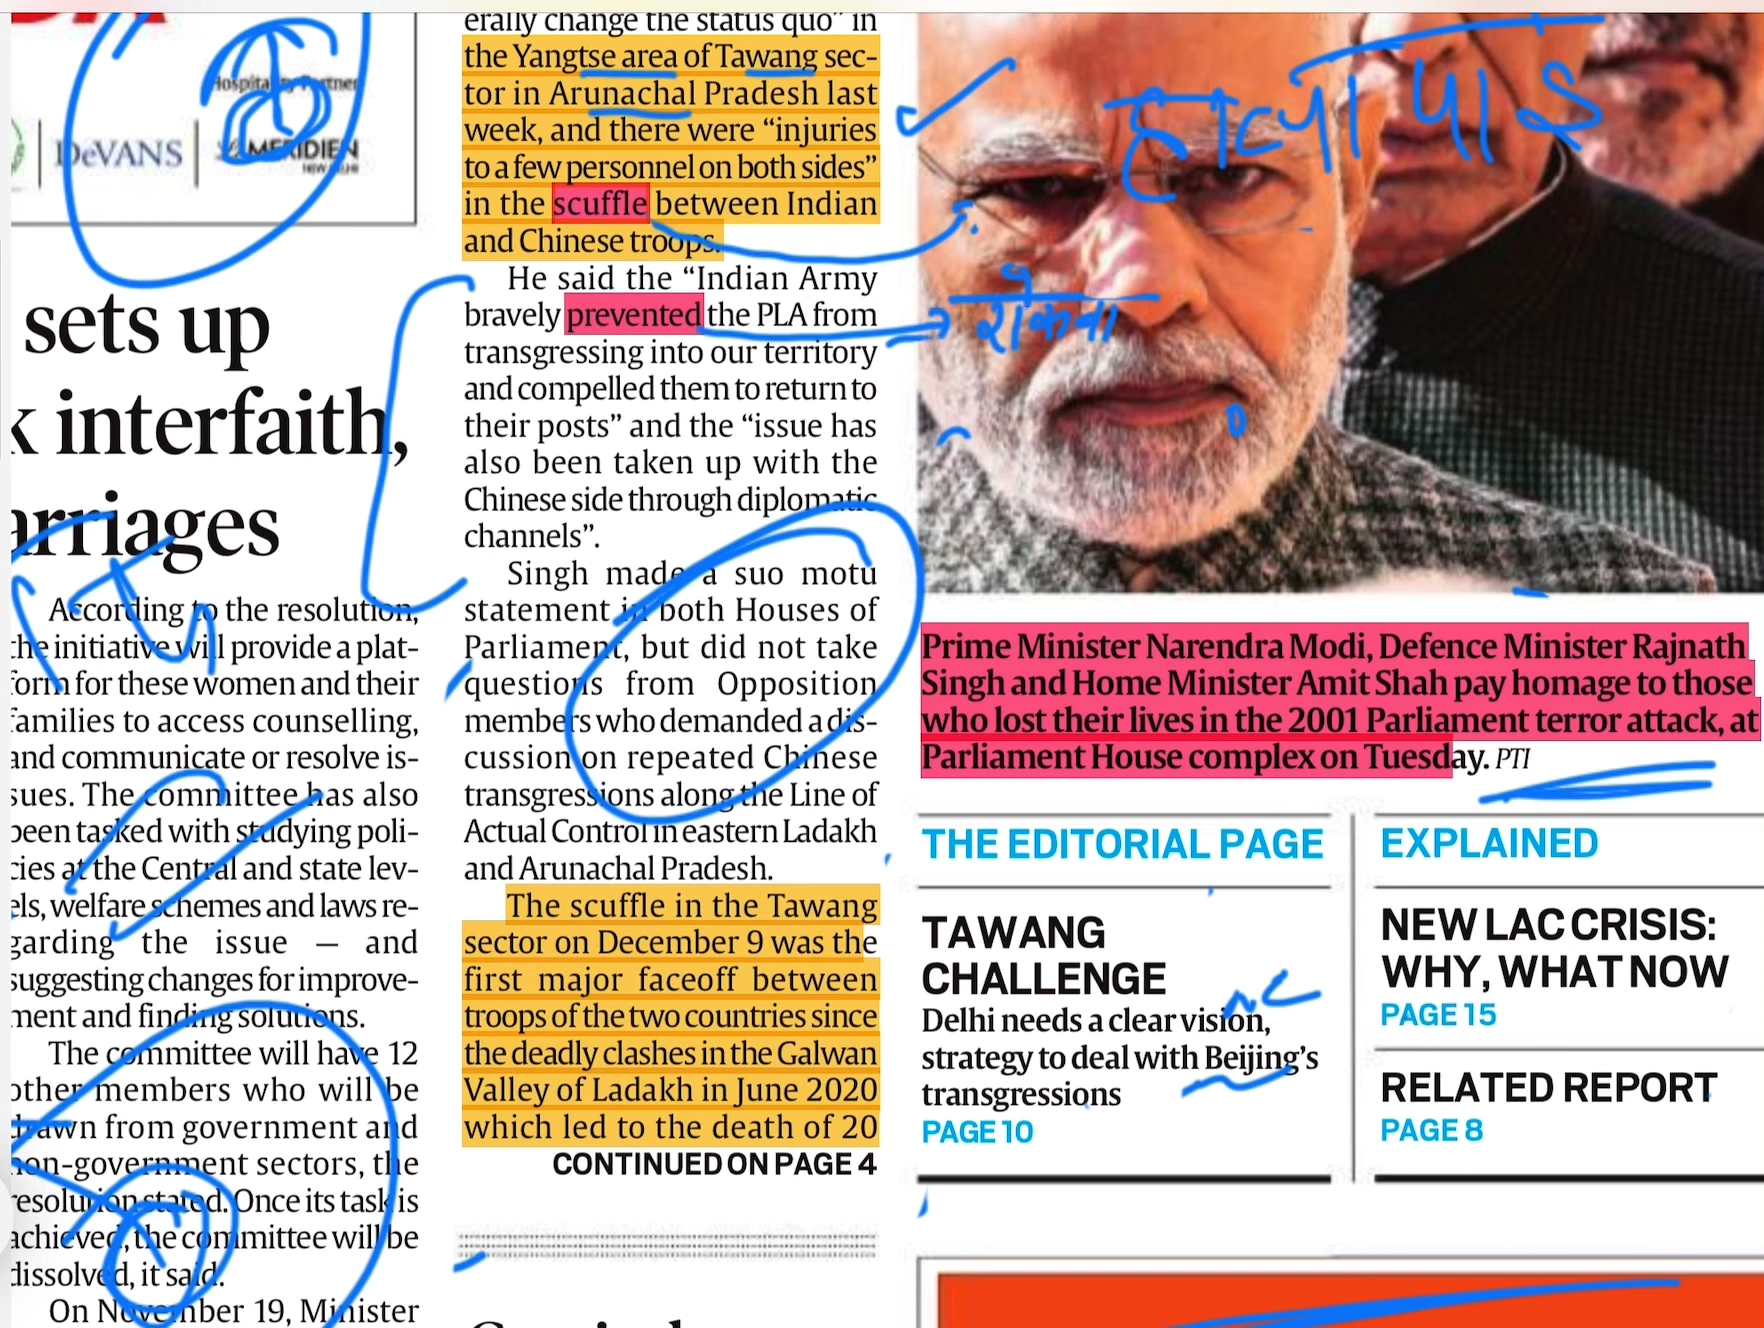 Hospitality Partner
DeVANS
MERIDIEN
NEW DELHI
sets up
k interfaith,
arriages
According to the resolution,
the initiative will provide a plat-
form for these women and their
families to access counselling,
and communicate or resolve is-
sues. The committee has also
been tasked with studying poli-
cies at the Central and state lev-
els, welfare schemes and laws re-
garding the issue — and
suggesting changes for improve-
ment and finding solutions.
The committee will have 12
other members who will be
drawn from government and
non-government sectors, the
resolution stated. Once its task is
achieved, the committee will be
dissolved, it said.
On November 19, Minister
erally change the status quo” in
the Yangtse area of Tawang sec-
tor in Arunachal Pradesh last
week, and there were “injuries
to a few personnel on both sides”
in the scuffle between Indian
and Chinese troops.
He said the “Indian Army
bravely prevented the PLA from
transgressing into our territory
and compelled them to return to
their posts” and the “issue has
also been taken up with the
Chinese side through diplomatic
channels”.
Singh made a suo motu
statement in both Houses of
Parliament, but did not take
questions from Opposition
members who demanded a dis-
cussion on repeated Chinese
transgressions along the Line of
Actual Control in eastern Ladakh
and Arunachal Pradesh.
The scuffle in the Tawang
sector on December 9 was the
first major faceoff between
troops of the two countries since
the deadly clashes in the Galwan
Valley of Ladakh in June 2020
which led to the death of 20
CONTINUED ON PAGE 4
हाथापाई
रोकना
Prime Minister Narendra Modi, Defence Minister Rajnath
Singh and Home Minister Amit Shah pay homage to those
who lost their lives in the 2001 Parliament terror attack, at
Parliament House complex on Tuesday. PTI
THE EDITORIAL PAGE
TAWANG
CHALLENGE
Delhi needs a clear vision,
strategy to deal with Beijing’s
transgressions
PAGE 10
EXPLAINED
NEW LAC CRISIS:
WHY, WHAT NOW
PAGE 15
RELATED REPORT
PAGE 8